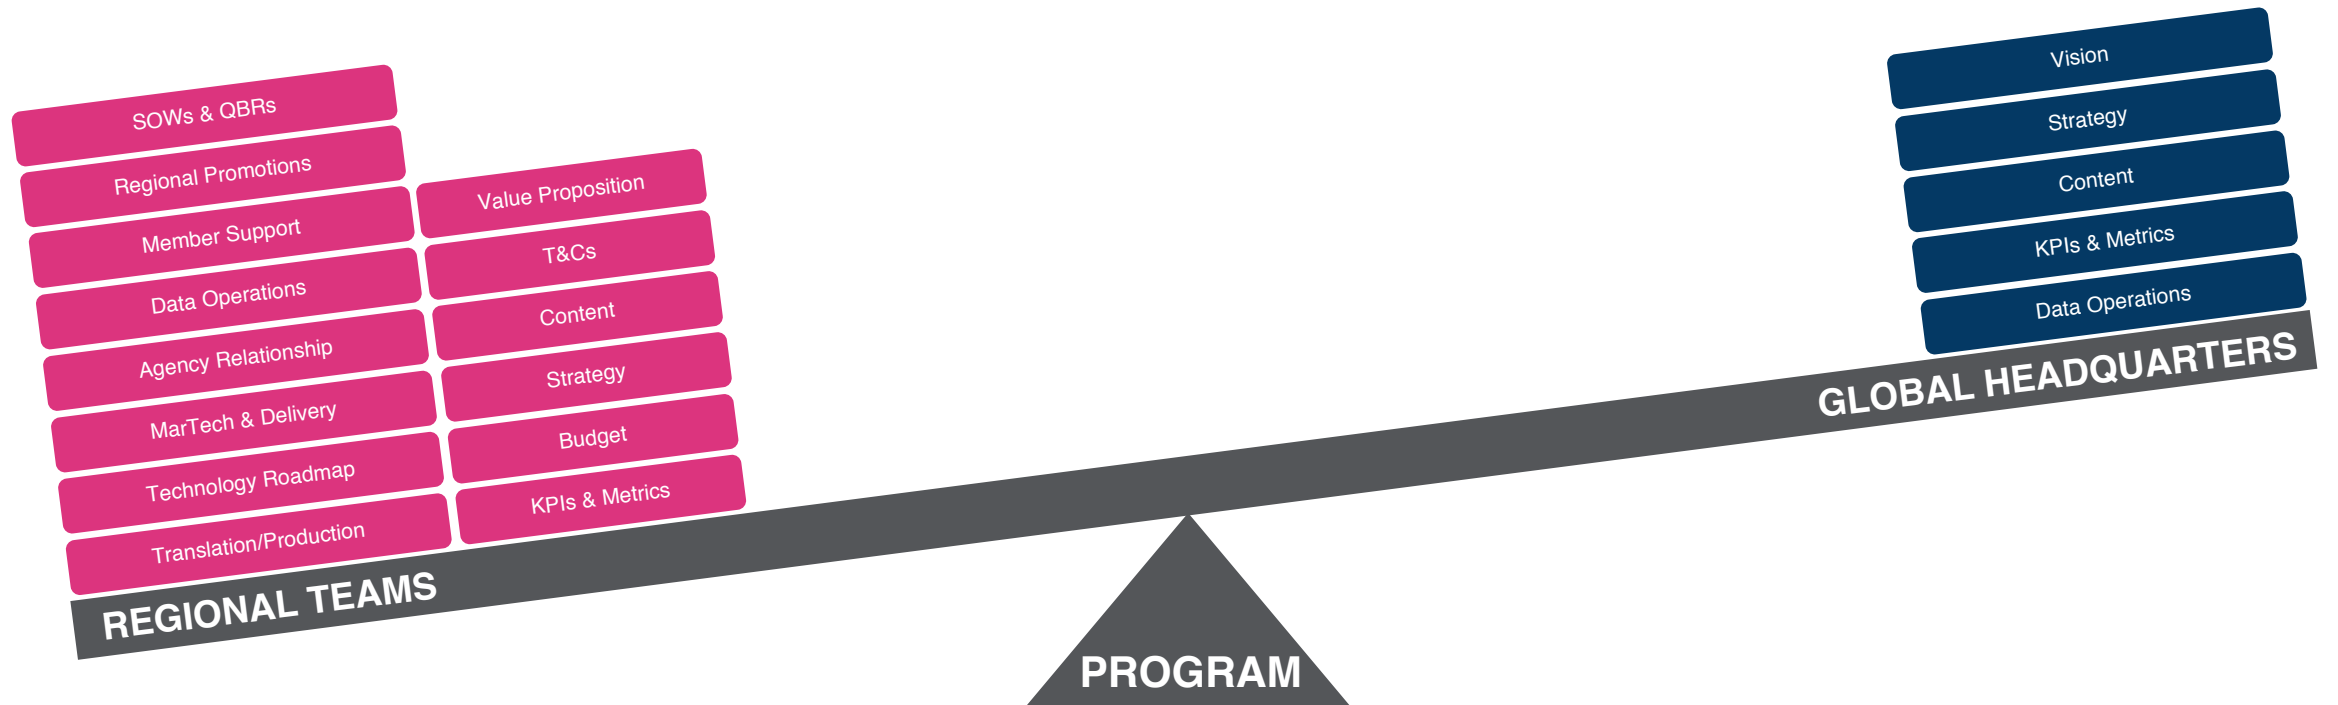 SOWs & QBRs
Regional Promotions
Member Support
Data Operations
Agency Relationship
MarTech & Delivery
Technology Roadmap
Translation/Production
Value Proposition
T&Cs
Content
Strategy
Budget
KPIs & Metrics
REGIONAL TEAMS
Vision
Strategy
Content
KPIs & Metrics
Data Operations
GLOBAL HEADQUARTERS
PROGRAM